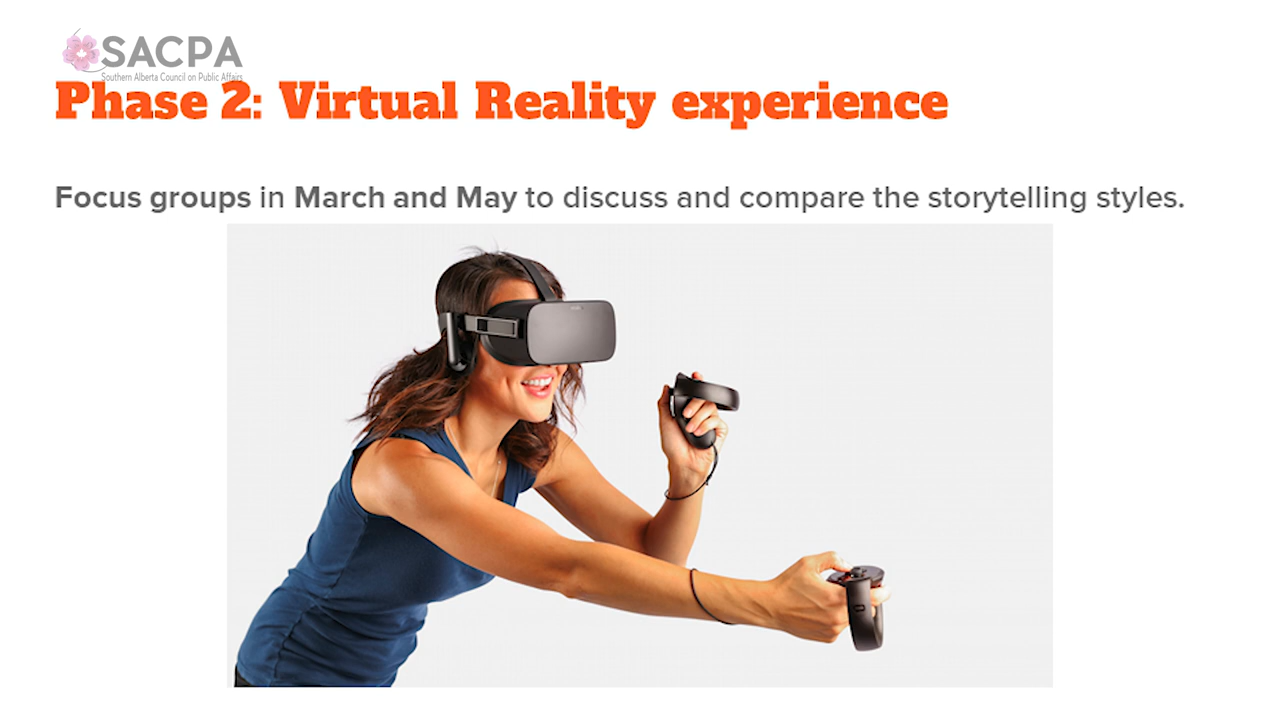 SACPA
Southern Alberta Council on Public Affairs
Phase 2: Virtual Reality experience
Focus groups in March and May to discuss and compare the storytelling styles.